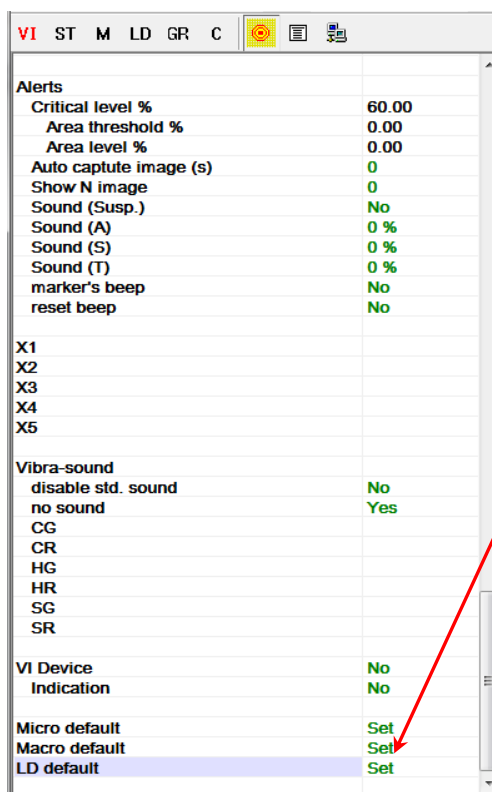 VI ST M LD GR C
Alerts
Critical level % 60.00
Area threshold % 0.00
Area level % 0.00
Auto captute image (s) 0
Show N image 0
Sound (Susp.) No
Sound (A) 0 %
Sound (S) 0 %
Sound (T) 0 %
marker's beep No
reset beep No
X1
X2
X3
X4
X5
Vibra-sound
disable std. sound No
no sound Yes
CG
CR
HG
HR
SG
SR
VI Device No
Indication No
Micro default Set
Macro default Set
LD default Set